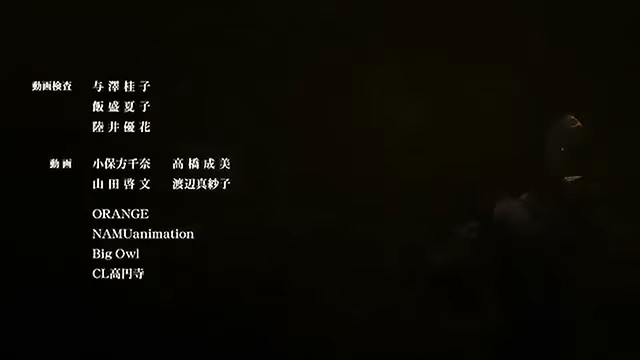 動画検査 与澤桂子
飯盛夏子
陸井優花
動画 小保方千奈 高橋成美
山田啓文 渡辺真紗子
ORANGE
NAMUanimation
Big Owl
CL高円寺